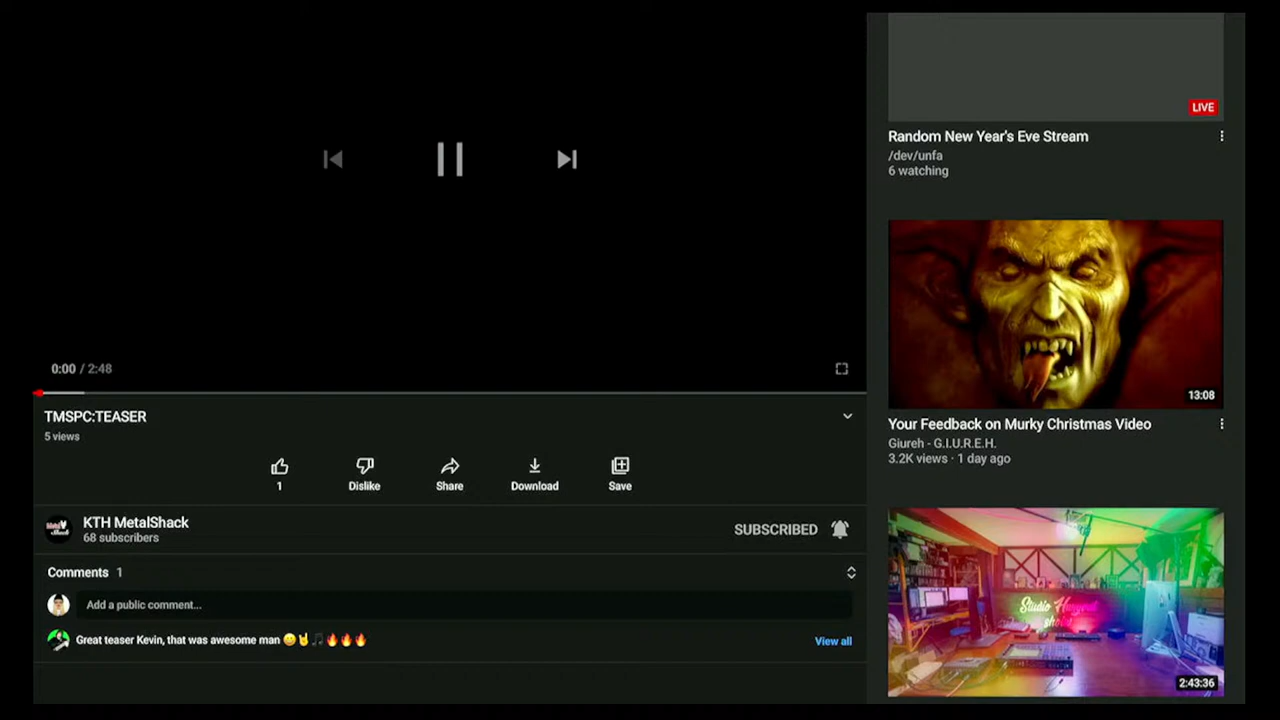 0:00 / 2:48
TMSPC:TEASER
5 views
1
Dislike
Share
Download
Save
KTH MetalShack
68 subscribers
SUBSCRIBED
Comments 1
Add a public comment...
Great teaser Kevin, that was awesome man 😀🤘🎵🔥🔥🔥
View all
LIVE
Random New Year's Eve Stream
/dev/unfa
6 watching
13:08
Your Feedback on Murky Christmas Video
Giureh - G.I.U.R.E.H.
3.2K views · 1 day ago
Studio Hangout
show
2:43:36